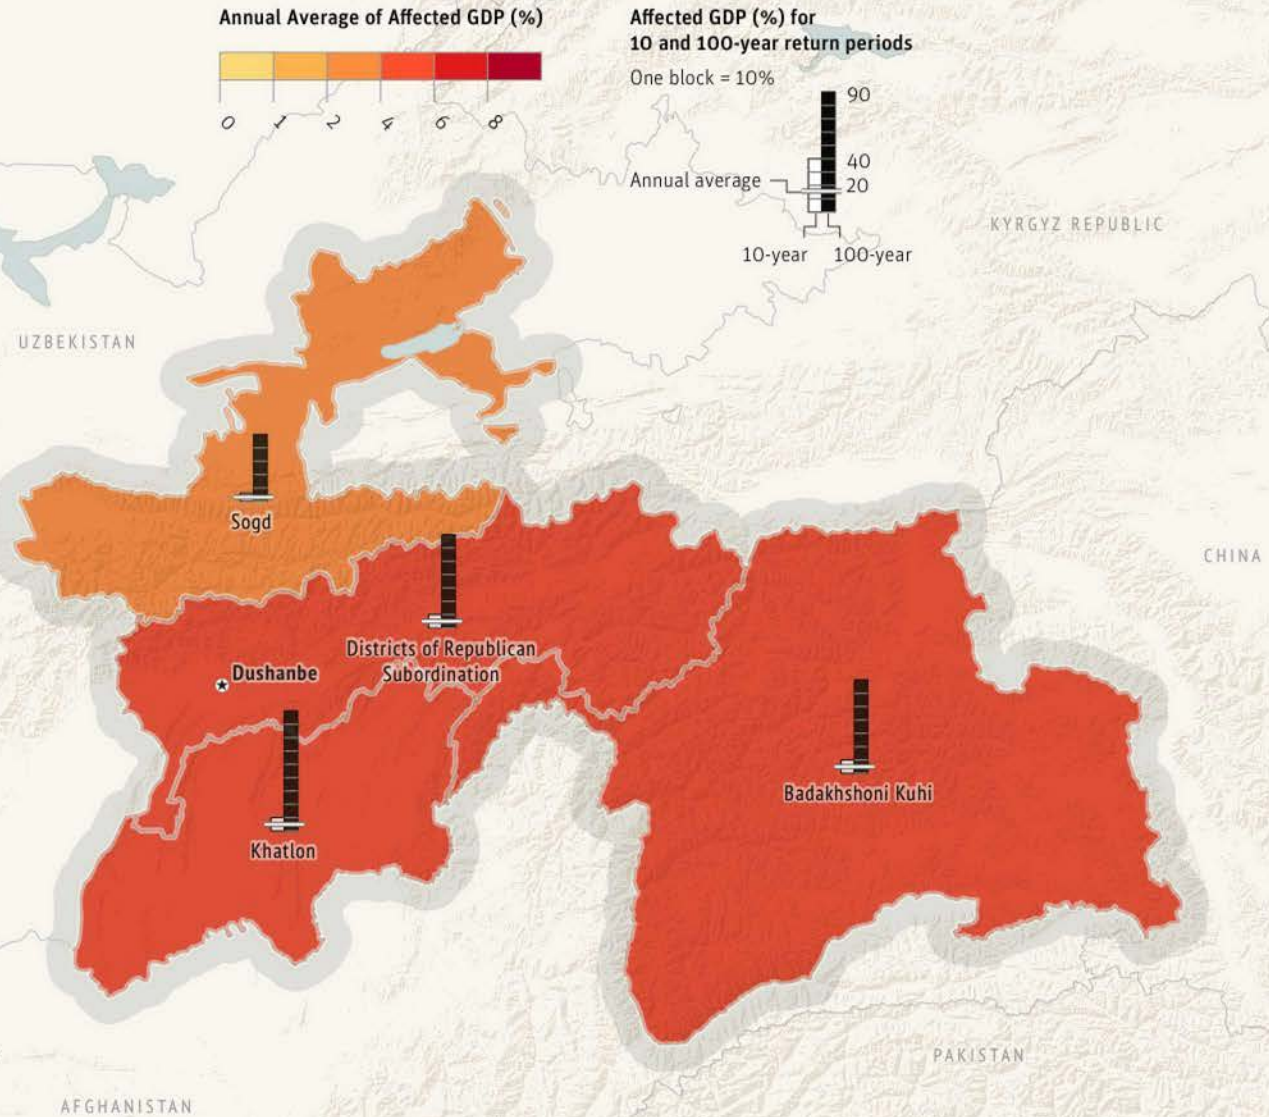 Annual Average of Affected GDP (%)
0 1 2 4 6 8
Affected GDP (%) for
10 and 100-year return periods
One block = 10%
90
40
20
Annual average
10-year 100-year
KYRGYZ REPUBLIC
UZBEKISTAN
Sogd
CHINA
Districts of Republican
Subordination
Dushanbe
Badakhshoni Kuhi
Khatlon
PAKISTAN
AFGHANISTAN